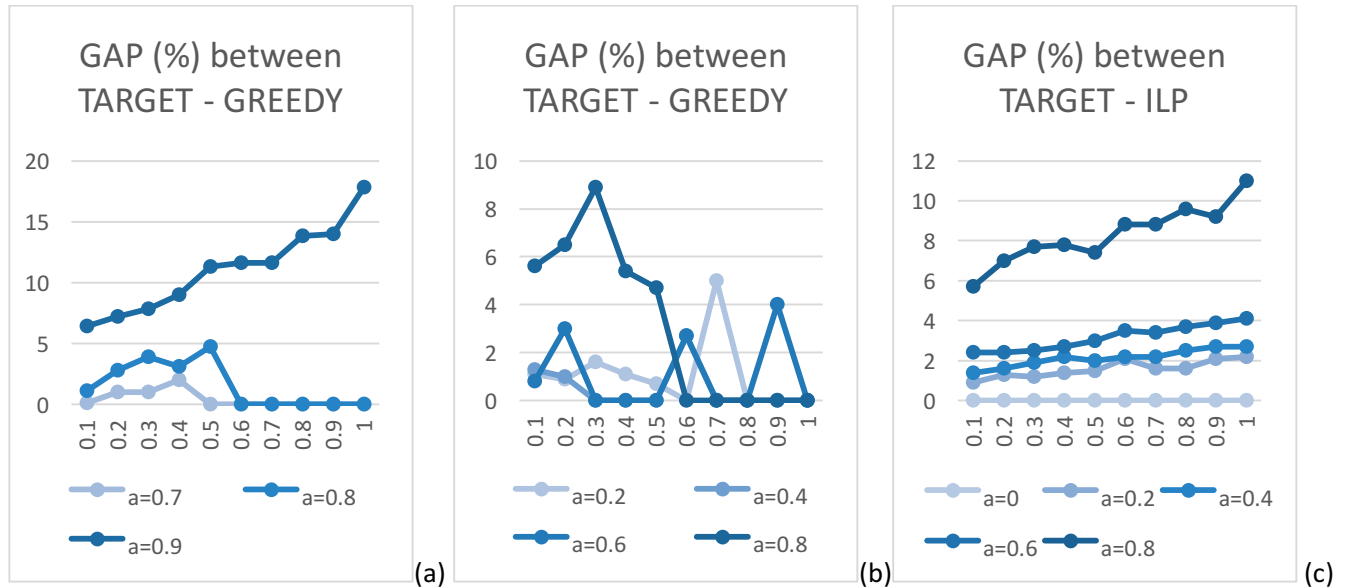 GAP (%) between
TARGET - GREEDY
20
15
10
5
0
0.1 0.2 0.3 0.4 0.5 0.6 0.7 0.8 0.9 1
a=0.7 a=0.8
a=0.9
(a)
GAP (%) between
TARGET - GREEDY
10
8
6
4
2
0
0.1 0.2 0.3 0.4 0.5 0.6 0.7 0.8 0.9 1
a=0.2 a=0.4
a=0.6 a=0.8
(b)
GAP (%) between
TARGET - ILP
12
10
8
6
4
2
0
0.1 0.2 0.3 0.4 0.5 0.6 0.7 0.8 0.9 1
a=0 a=0.2 a=0.4
a=0.6 a=0.8
(c)